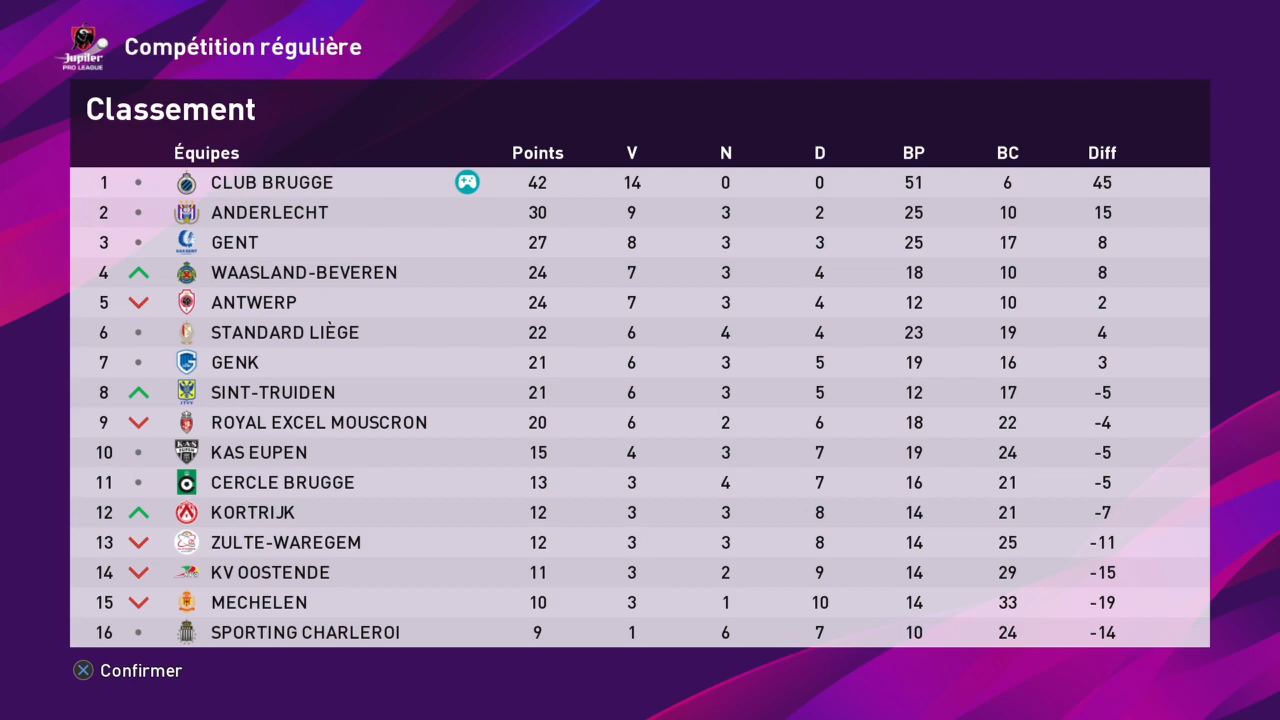 Jupiler
PRO LEAGUE
Compétition régulière
Classement
Équipes Points V N D BP BC Diff
1 CLUB BRUGGE 42 14 0 0 51 6 45
2 ANDERLECHT 30 9 3 2 25 10 15
3 GENT 27 8 3 3 25 17 8
4 WAASLAND-BEVEREN 24 7 3 4 18 10 8
5 ANTWERP 24 7 3 4 12 10 2
6 STANDARD LIÈGE 22 6 4 4 23 19 4
7 GENK 21 6 3 5 19 16 3
8 SINT-TRUIDEN 21 6 3 5 12 17 -5
9 ROYAL EXCEL MOUSCRON 20 6 2 6 18 22 -4
10 KAS EUPEN 15 4 3 7 19 24 -5
11 CERCLE BRUGGE 13 3 4 7 16 21 -5
12 KORTRIJK 12 3 3 8 14 21 -7
13 ZULTE-WAREGEM 12 3 3 8 14 25 -11
14 KV OOSTENDE 11 3 2 9 14 29 -15
15 MECHELEN 10 3 1 10 14 33 -19
16 SPORTING CHARLEROI 9 1 6 7 10 24 -14
Confirmer